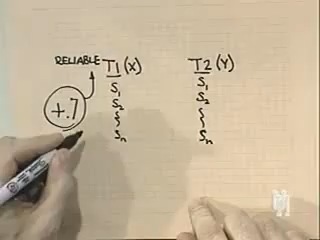 RELIABLE T1 (X) T2 (Y)
S1 S1
S2 S2
+.7
Sn Sn